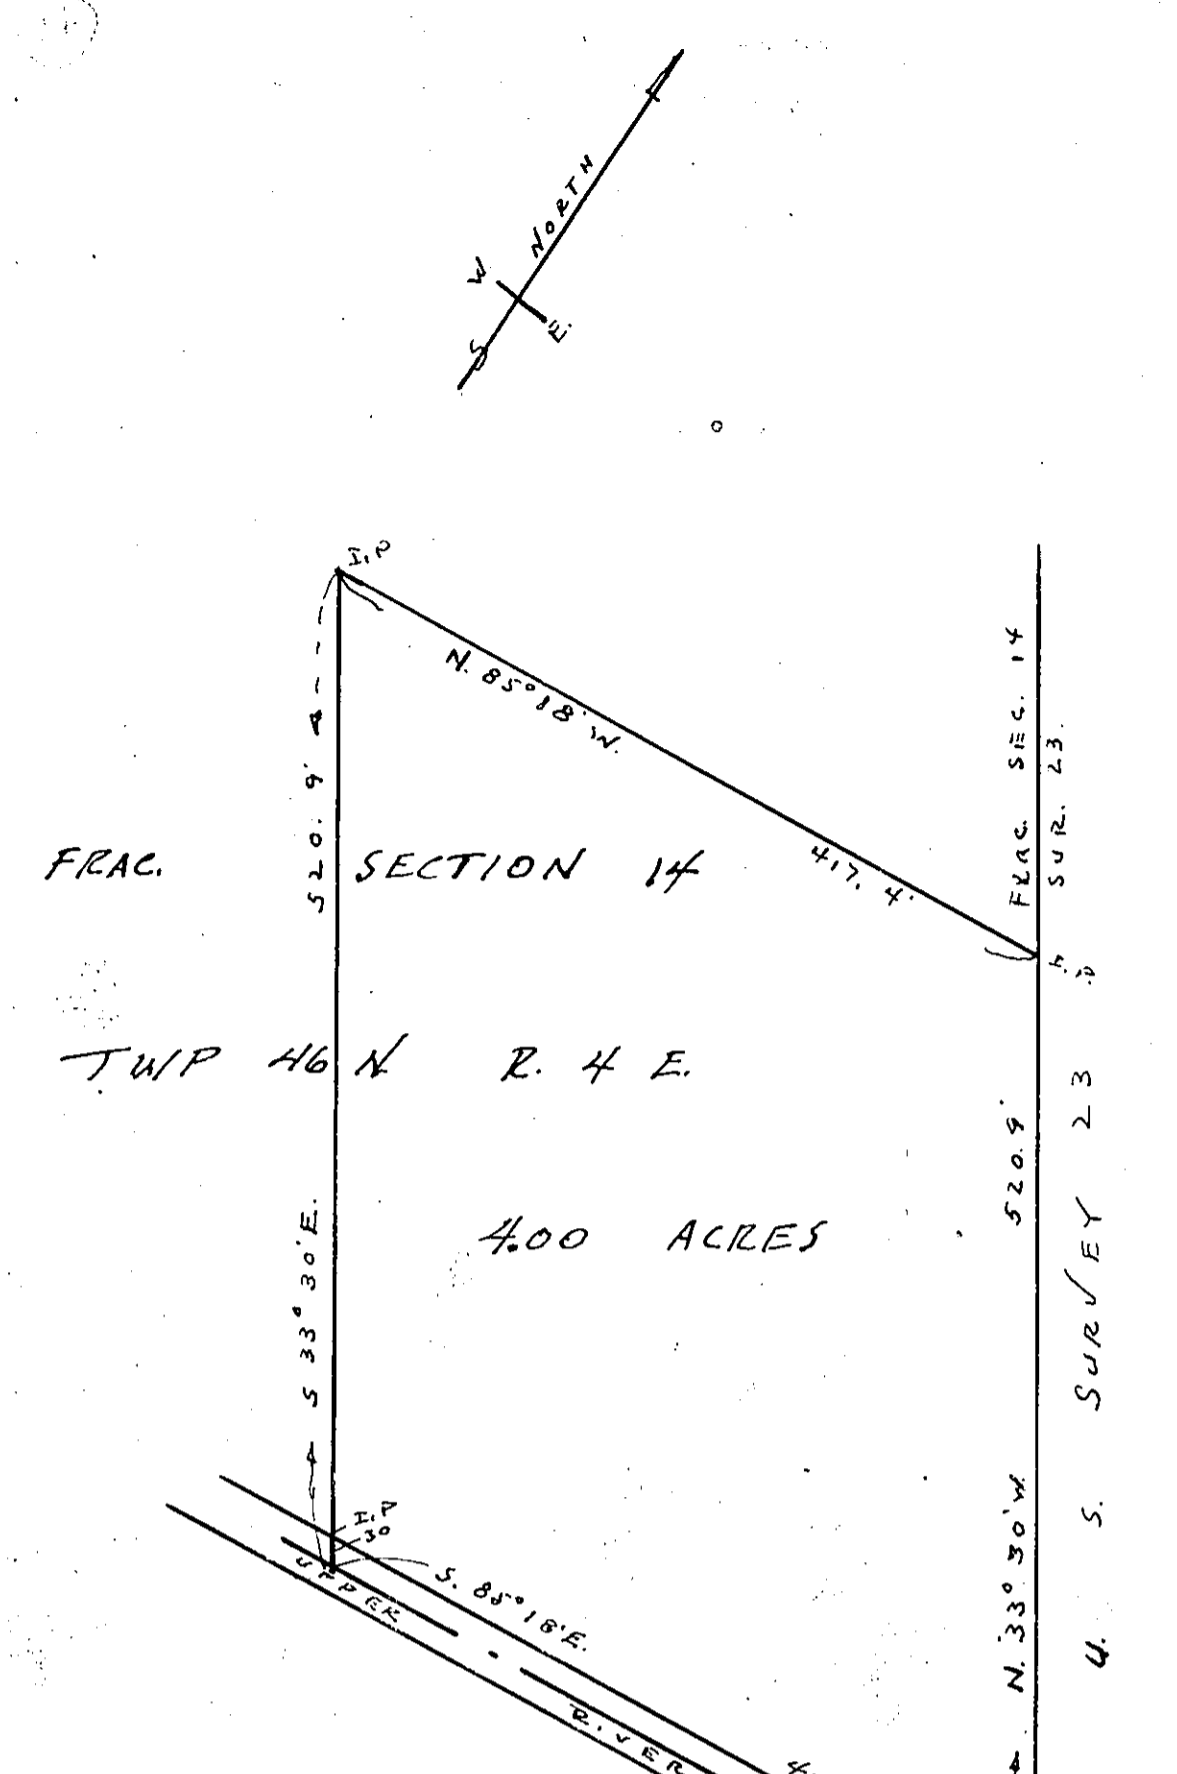 NORTH
W
E.
S
I.P
N. 85° 18' W.
417.4'
520.9'
S 33° 30' E.
FRAC. SECTION 14
TWP 46 N R. 4 E.
4.00 ACRES
FRAC. SEC. 14
SUR. 23.
I.P.
520.9'
N. 33° 30' W.
U. S. SURVEY 23
I.P
30
S. 85° 18' E.
UPPER RIVER
4